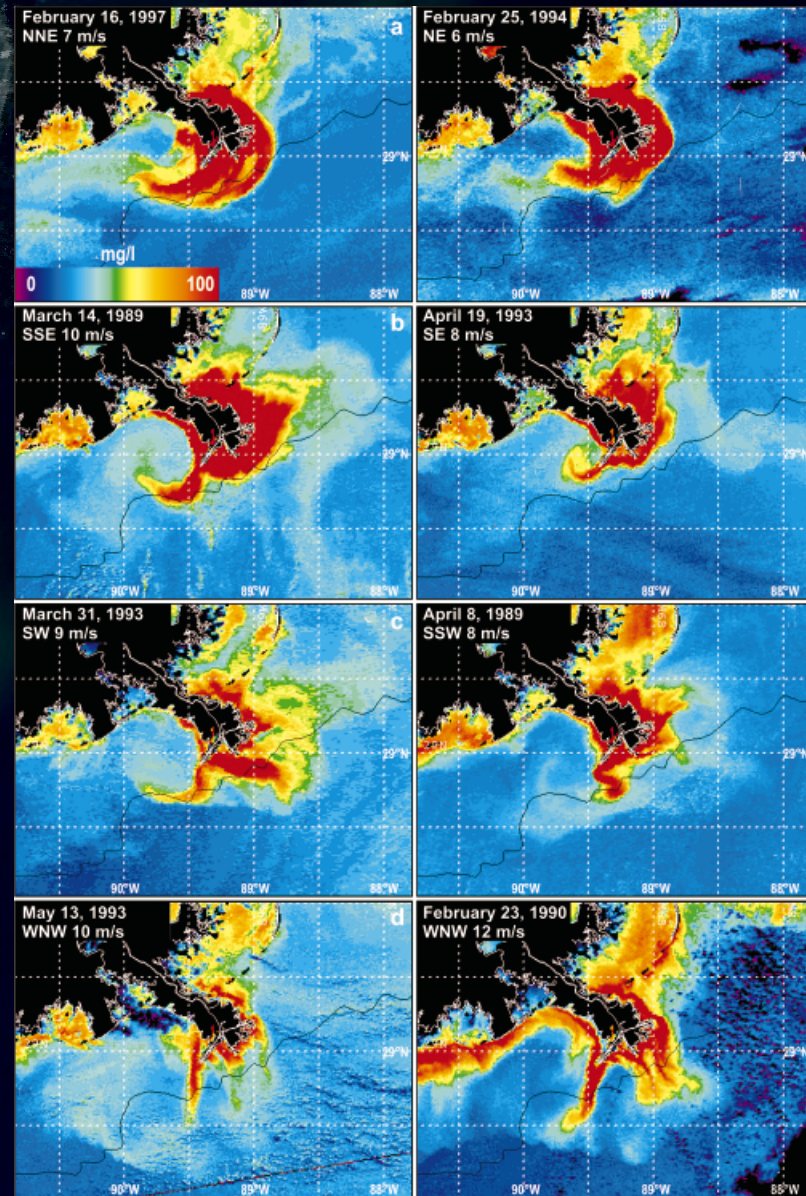 February 16, 1997
NNE 7 m/s
a
29°N
mg/l
0
100
89°W
88°W
February 25, 1994
NE 6 m/s
29°N
90°W
89°W
88°W
March 14, 1989
SSE 10 m/s
b
29°N
90°W
89°W
88°W
April 19, 1993
SE 8 m/s
29°N
90°W
89°W
88°W
March 31, 1993
SW 9 m/s
c
29°N
90°W
89°W
88°W
April 8, 1989
SSW 8 m/s
29°N
90°W
89°W
88°W
May 13, 1993
WNW 10 m/s
d
29°N
90°W
89°W
88°W
February 23, 1990
WNW 12 m/s
29°N
90°W
89°W
88°W